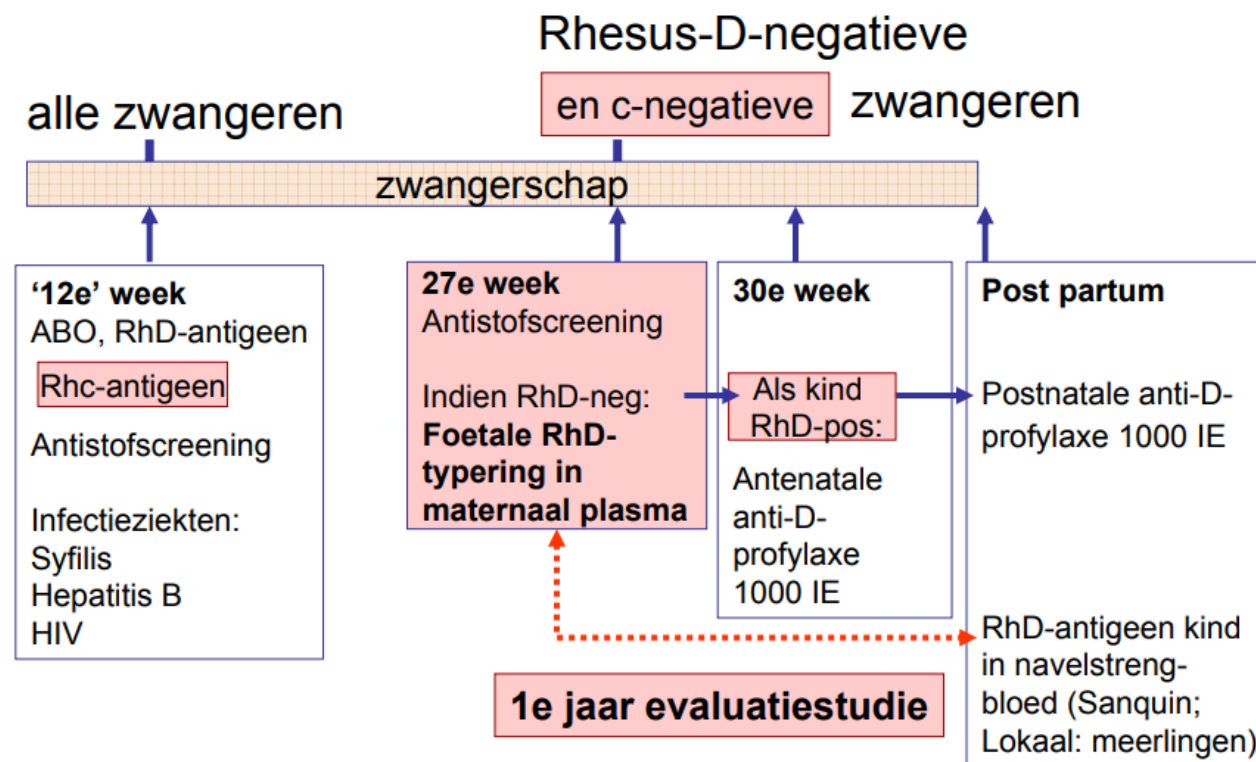 Rhesus-D-negatieve
alle zwangeren
en c-negatieve
zwangeren
zwangerschap
‘12e’ week
ABO, RhD-antigeen
Rhc-antigeen
Antistofscreening
Infectieziekten:
Syfilis
Hepatitis B
HIV
27e week
Antistofscreening
Indien RhD-neg:
Foetale RhD-
typering in
maternaal plasma
30e week
Als kind
RhD-pos:
Antenatale
anti-D-
profylaxe
1000 IE
Post partum
Postnatale anti-D-
profylaxe 1000 IE
RhD-antigeen kind
in navelstreng-
bloed (Sanquin;
Lokaal: meerlingen)
1e jaar evaluatiestudie